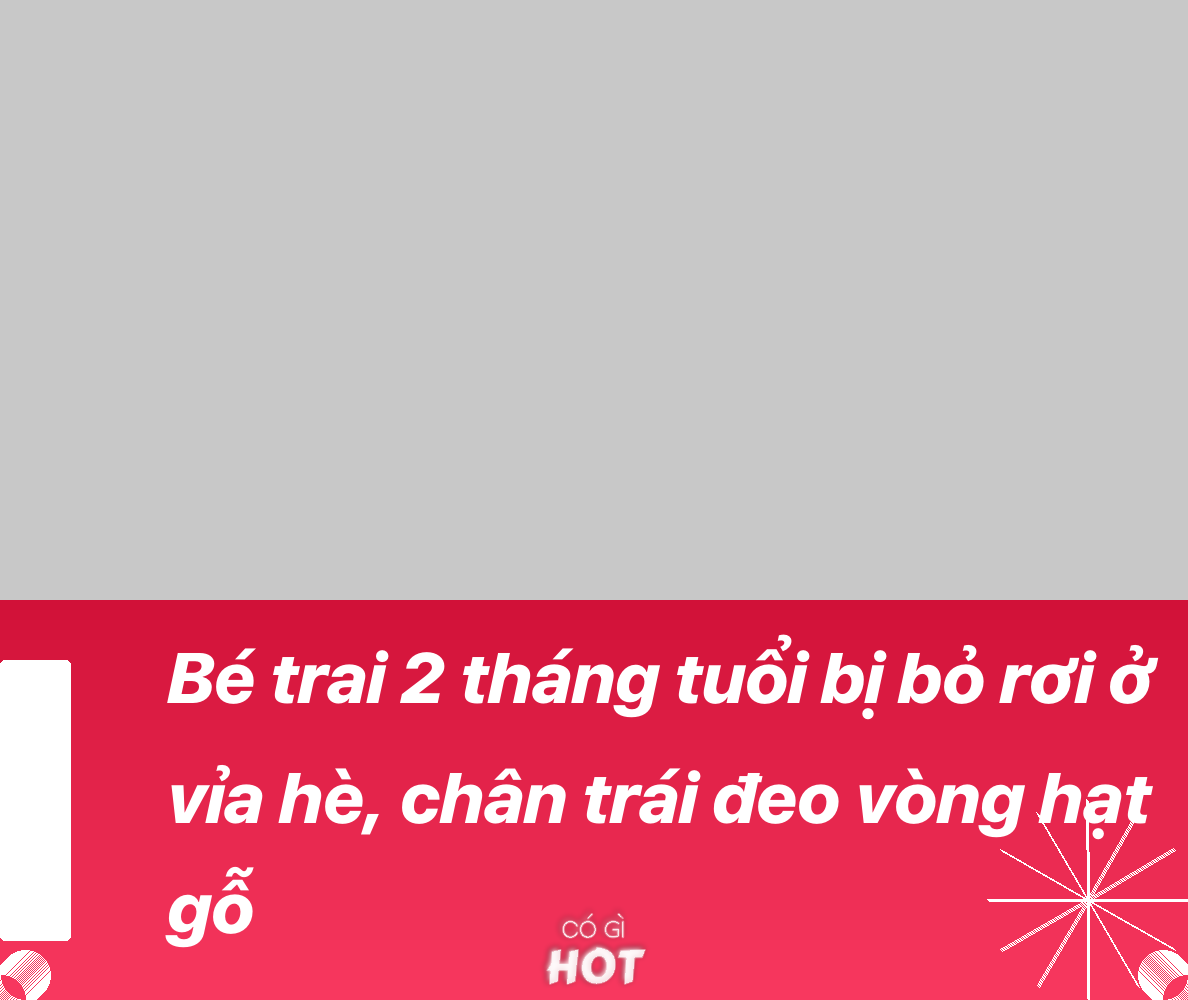 Bé trai 2 tháng tuổi bị bỏ rơi ở
vỉa hè, chân trái đeo vòng hạt
gỗ
CÓ GÌ
HOT